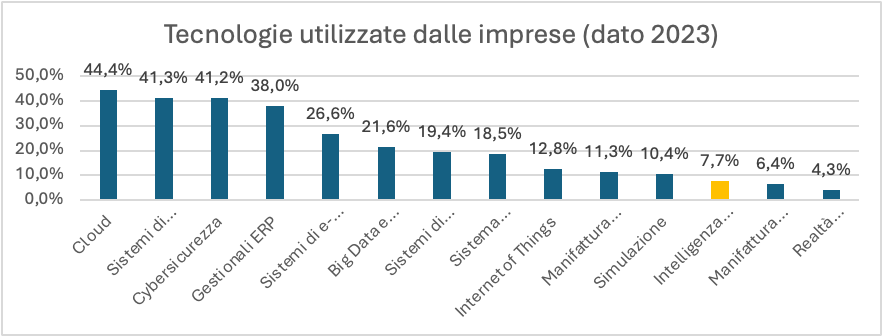 Tecnologie utilizzate dalle imprese (dato 2023)
50,0%
40,0%
30,0%
20,0%
10,0%
0,0%
44,4%
41,3%
41,2%
38,0%
26,6%
21,6%
19,4%
18,5%
12,8%
11,3%
10,4%
7,7%
6,4%
4,3%
Cloud
Sistemi di...
Cybersicurezza
Gestionali ERP
Sistemi di e-...
Big Data e...
Sistemi di...
Sistema...
Internet of Things
Manifattura...
Simulazione
Intelligenza...
Manifattura...
Realtà...